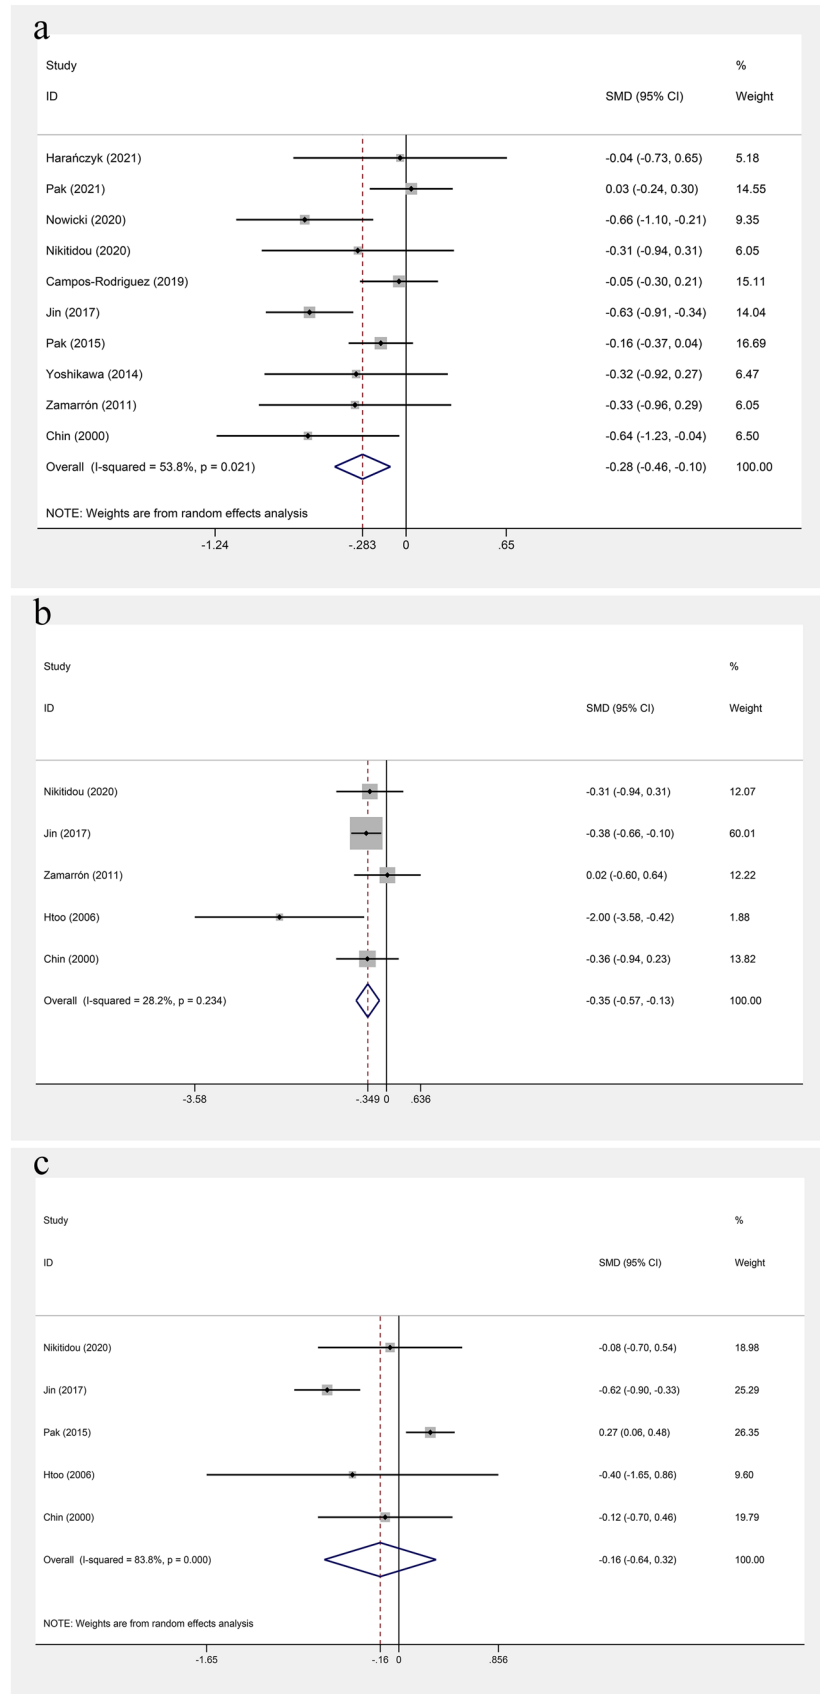 a
Study %
ID SMD (95% CI) Weight
Harańczyk (2021) -0.04 (-0.73, 0.65) 5.18
Pak (2021) 0.03 (-0.24, 0.30) 14.55
Nowicki (2020) -0.66 (-1.10, -0.21) 9.35
Nikitidou (2020) -0.31 (-0.94, 0.31) 6.05
Campos-Rodriguez (2019) -0.05 (-0.30, 0.21) 15.11
Jin (2017) -0.63 (-0.91, -0.34) 14.04
Pak (2015) -0.16 (-0.37, 0.04) 16.69
Yoshikawa (2014) -0.32 (-0.92, 0.27) 6.47
Zamarrón (2011) -0.33 (-0.96, 0.29) 6.05
Chin (2000) -0.64 (-1.23, -0.04) 6.50
Overall (I-squared = 53.8%, p = 0.021) -0.28 (-0.46, -0.10) 100.00
NOTE: Weights are from random effects analysis
-1.24 -.283 0 .65
b
Study %
ID SMD (95% CI) Weight
Nikitidou (2020) -0.31 (-0.94, 0.31) 12.07
Jin (2017) -0.38 (-0.66, -0.10) 60.01
Zamarrón (2011) 0.02 (-0.60, 0.64) 12.22
Htoo (2006) -2.00 (-3.58, -0.42) 1.88
Chin (2000) -0.36 (-0.94, 0.23) 13.82
Overall (I-squared = 28.2%, p = 0.234) -0.35 (-0.57, -0.13) 100.00
-3.58 -.349 0 .636
c
Study %
ID SMD (95% CI) Weight
Nikitidou (2020) -0.08 (-0.70, 0.54) 18.98
Jin (2017) -0.62 (-0.90, -0.33) 25.29
Pak (2015) 0.27 (0.06, 0.48) 26.35
Htoo (2006) -0.40 (-1.65, 0.86) 9.60
Chin (2000) -0.12 (-0.70, 0.46) 19.79
Overall (I-squared = 83.8%, p = 0.000) -0.16 (-0.64, 0.32) 100.00
NOTE: Weights are from random effects analysis
-1.65 -.16 0 .856